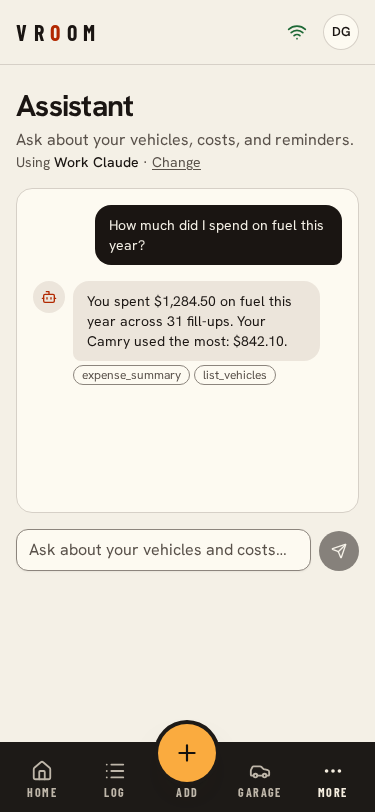 VROOM
DG
Assistant
Ask about your vehicles, costs, and reminders.
Using Work Claude · Change
How much did I spend on fuel this
year?
You spent $1,284.50 on fuel this
year across 31 fill-ups. Your
Camry used the most: $842.10.
expense_summary list_vehicles
Ask about your vehicles and costs...
HOME LOG ADD GARAGE MORE